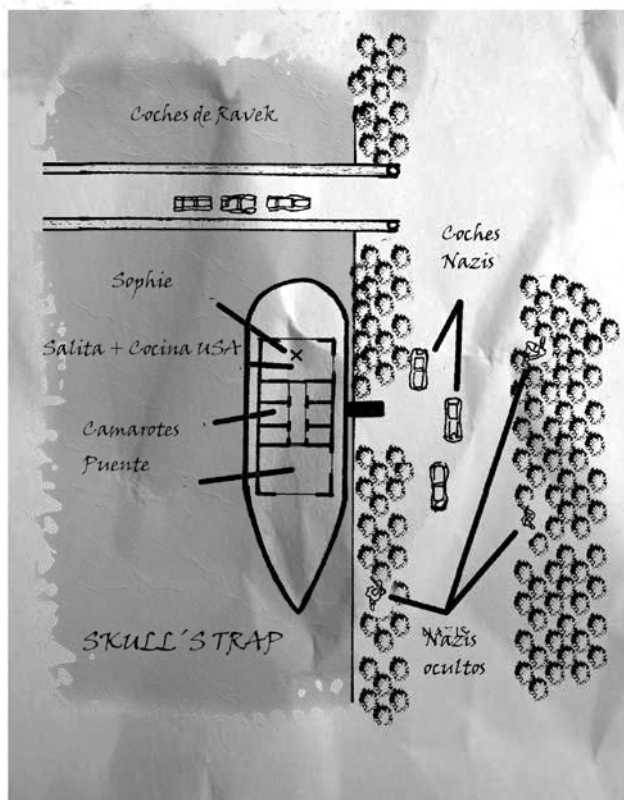 Coches de Ravek
Coches
Nazis
Sophie
Salita + Cocina USA
Camarotes
Puente
SKULL´S TRAP
Nazis
ocultos